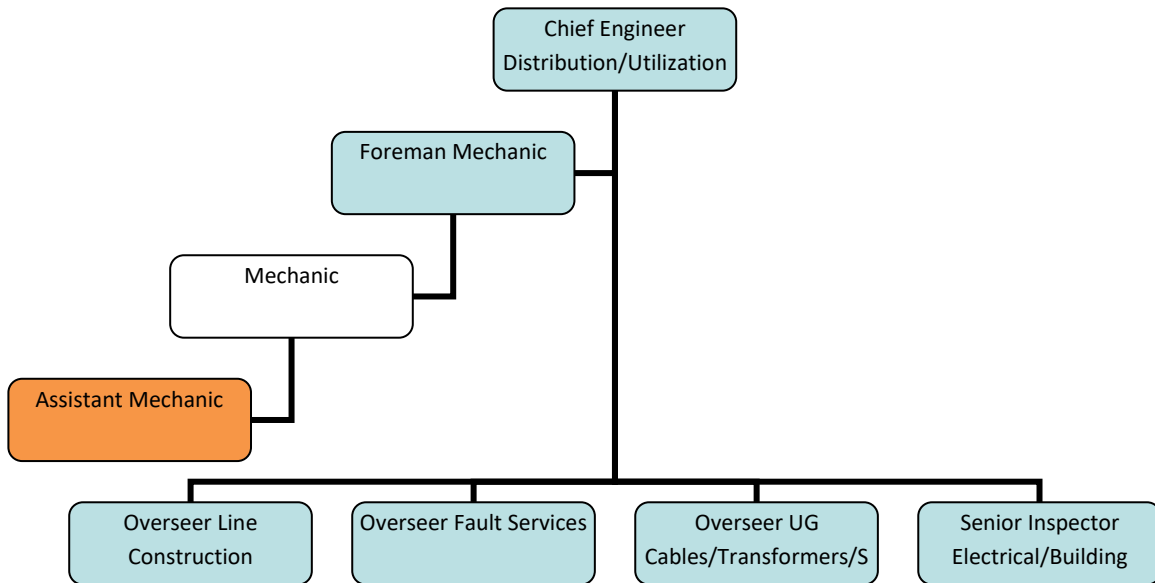 Chief Engineer
Distribution/Utilization
Foreman Mechanic
Mechanic
Assistant Mechanic
Overseer Line
Construction
Overseer Fault Services
Overseer UG
Cables/Transformers/S
Senior Inspector
Electrical/Building